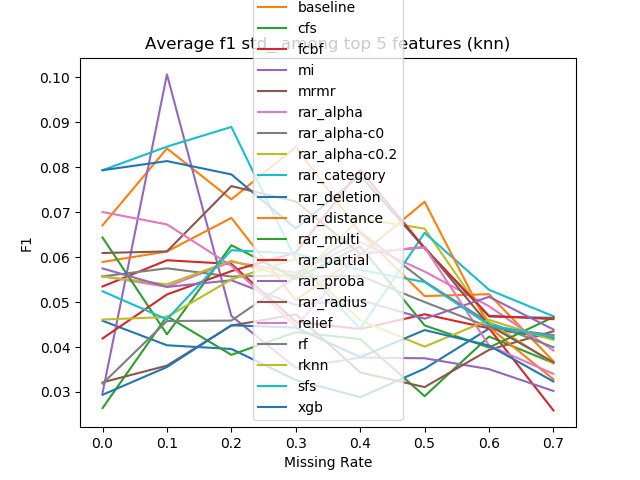 Average f1 std_ among top 5 features (knn)
baseline
cfs
fcbf
mi
mrmr
rar_alpha
rar_alpha-c0
rar_alpha-c0.2
rar_category
rar_deletion
rar_distance
rar_multi
rar_partial
rar_proba
rar_radius
relief
rf
rknn
sfs
xgb
F1
0.10
0.09
0.08
0.07
0.06
0.05
0.04
0.03
0.0 0.1 0.2 0.3 0.4 0.5 0.6 0.7
Missing Rate